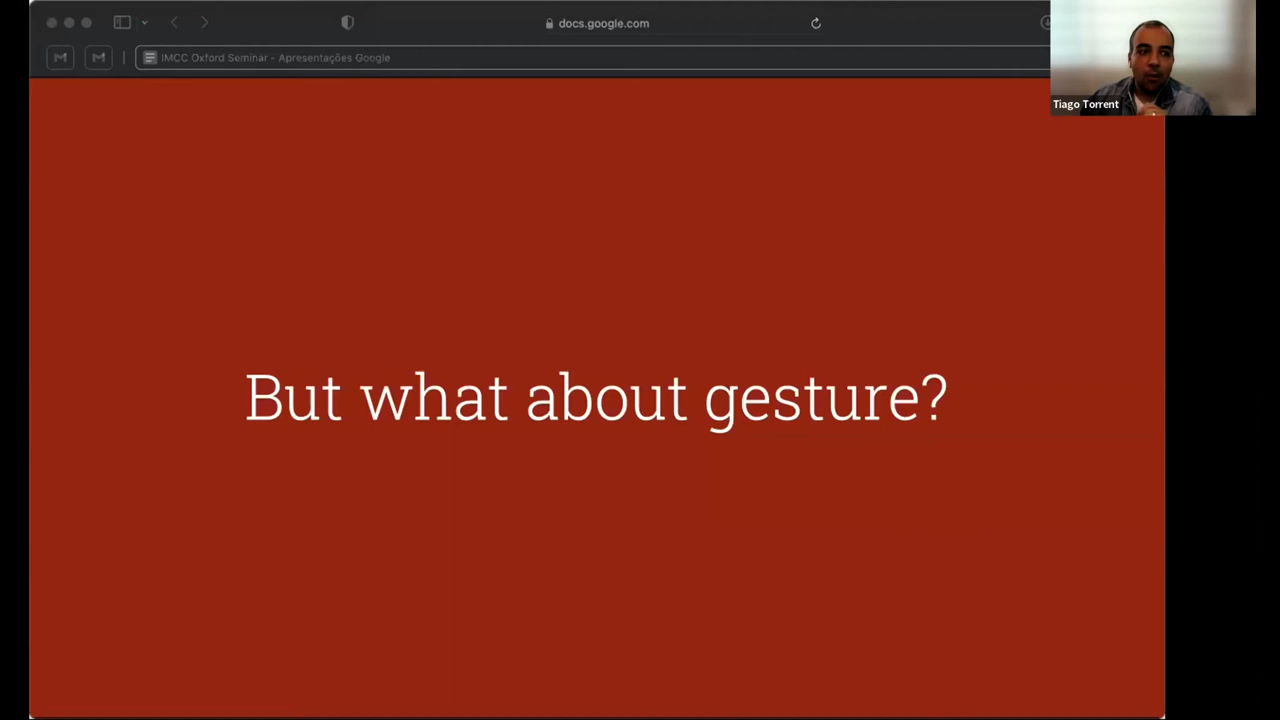 docs.google.com
IMCC Oxford Seminar - Apresentações Google
Tiago Torrent
But what about gesture?